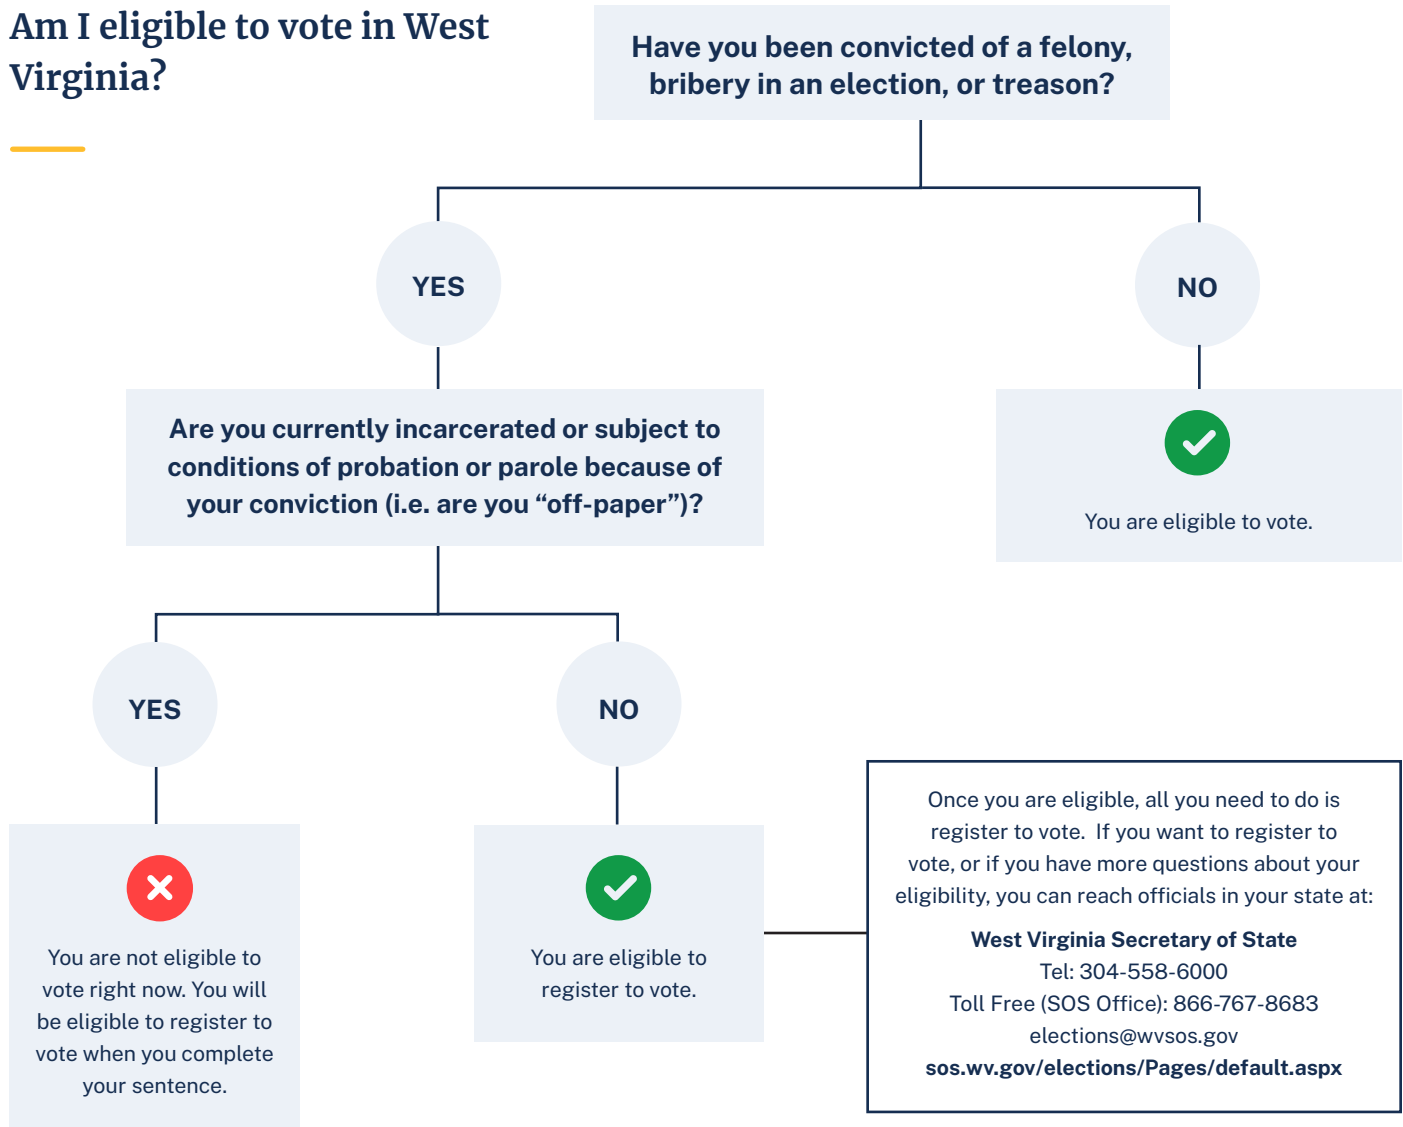 Am I eligible to vote in West
Virginia?
Have you been convicted of a felony,
bribery in an election, or treason?
YES
NO
Are you currently incarcerated or subject to
conditions of probation or parole because of
your conviction (i.e. are you “off-paper”)?
You are eligible to vote.
YES
NO
You are not eligible to
vote right now. You will
be eligible to register to
vote when you complete
your sentence.
You are eligible to
register to vote.
Once you are eligible, all you need to do is
register to vote.  If you want to register to
vote, or if you have more questions about your
eligibility, you can reach officials in your state at:
West Virginia Secretary of State
Tel: 304-558-6000
Toll Free (SOS Office): 866-767-8683
elections@wvsos.gov
sos.wv.gov/elections/Pages/default.aspx